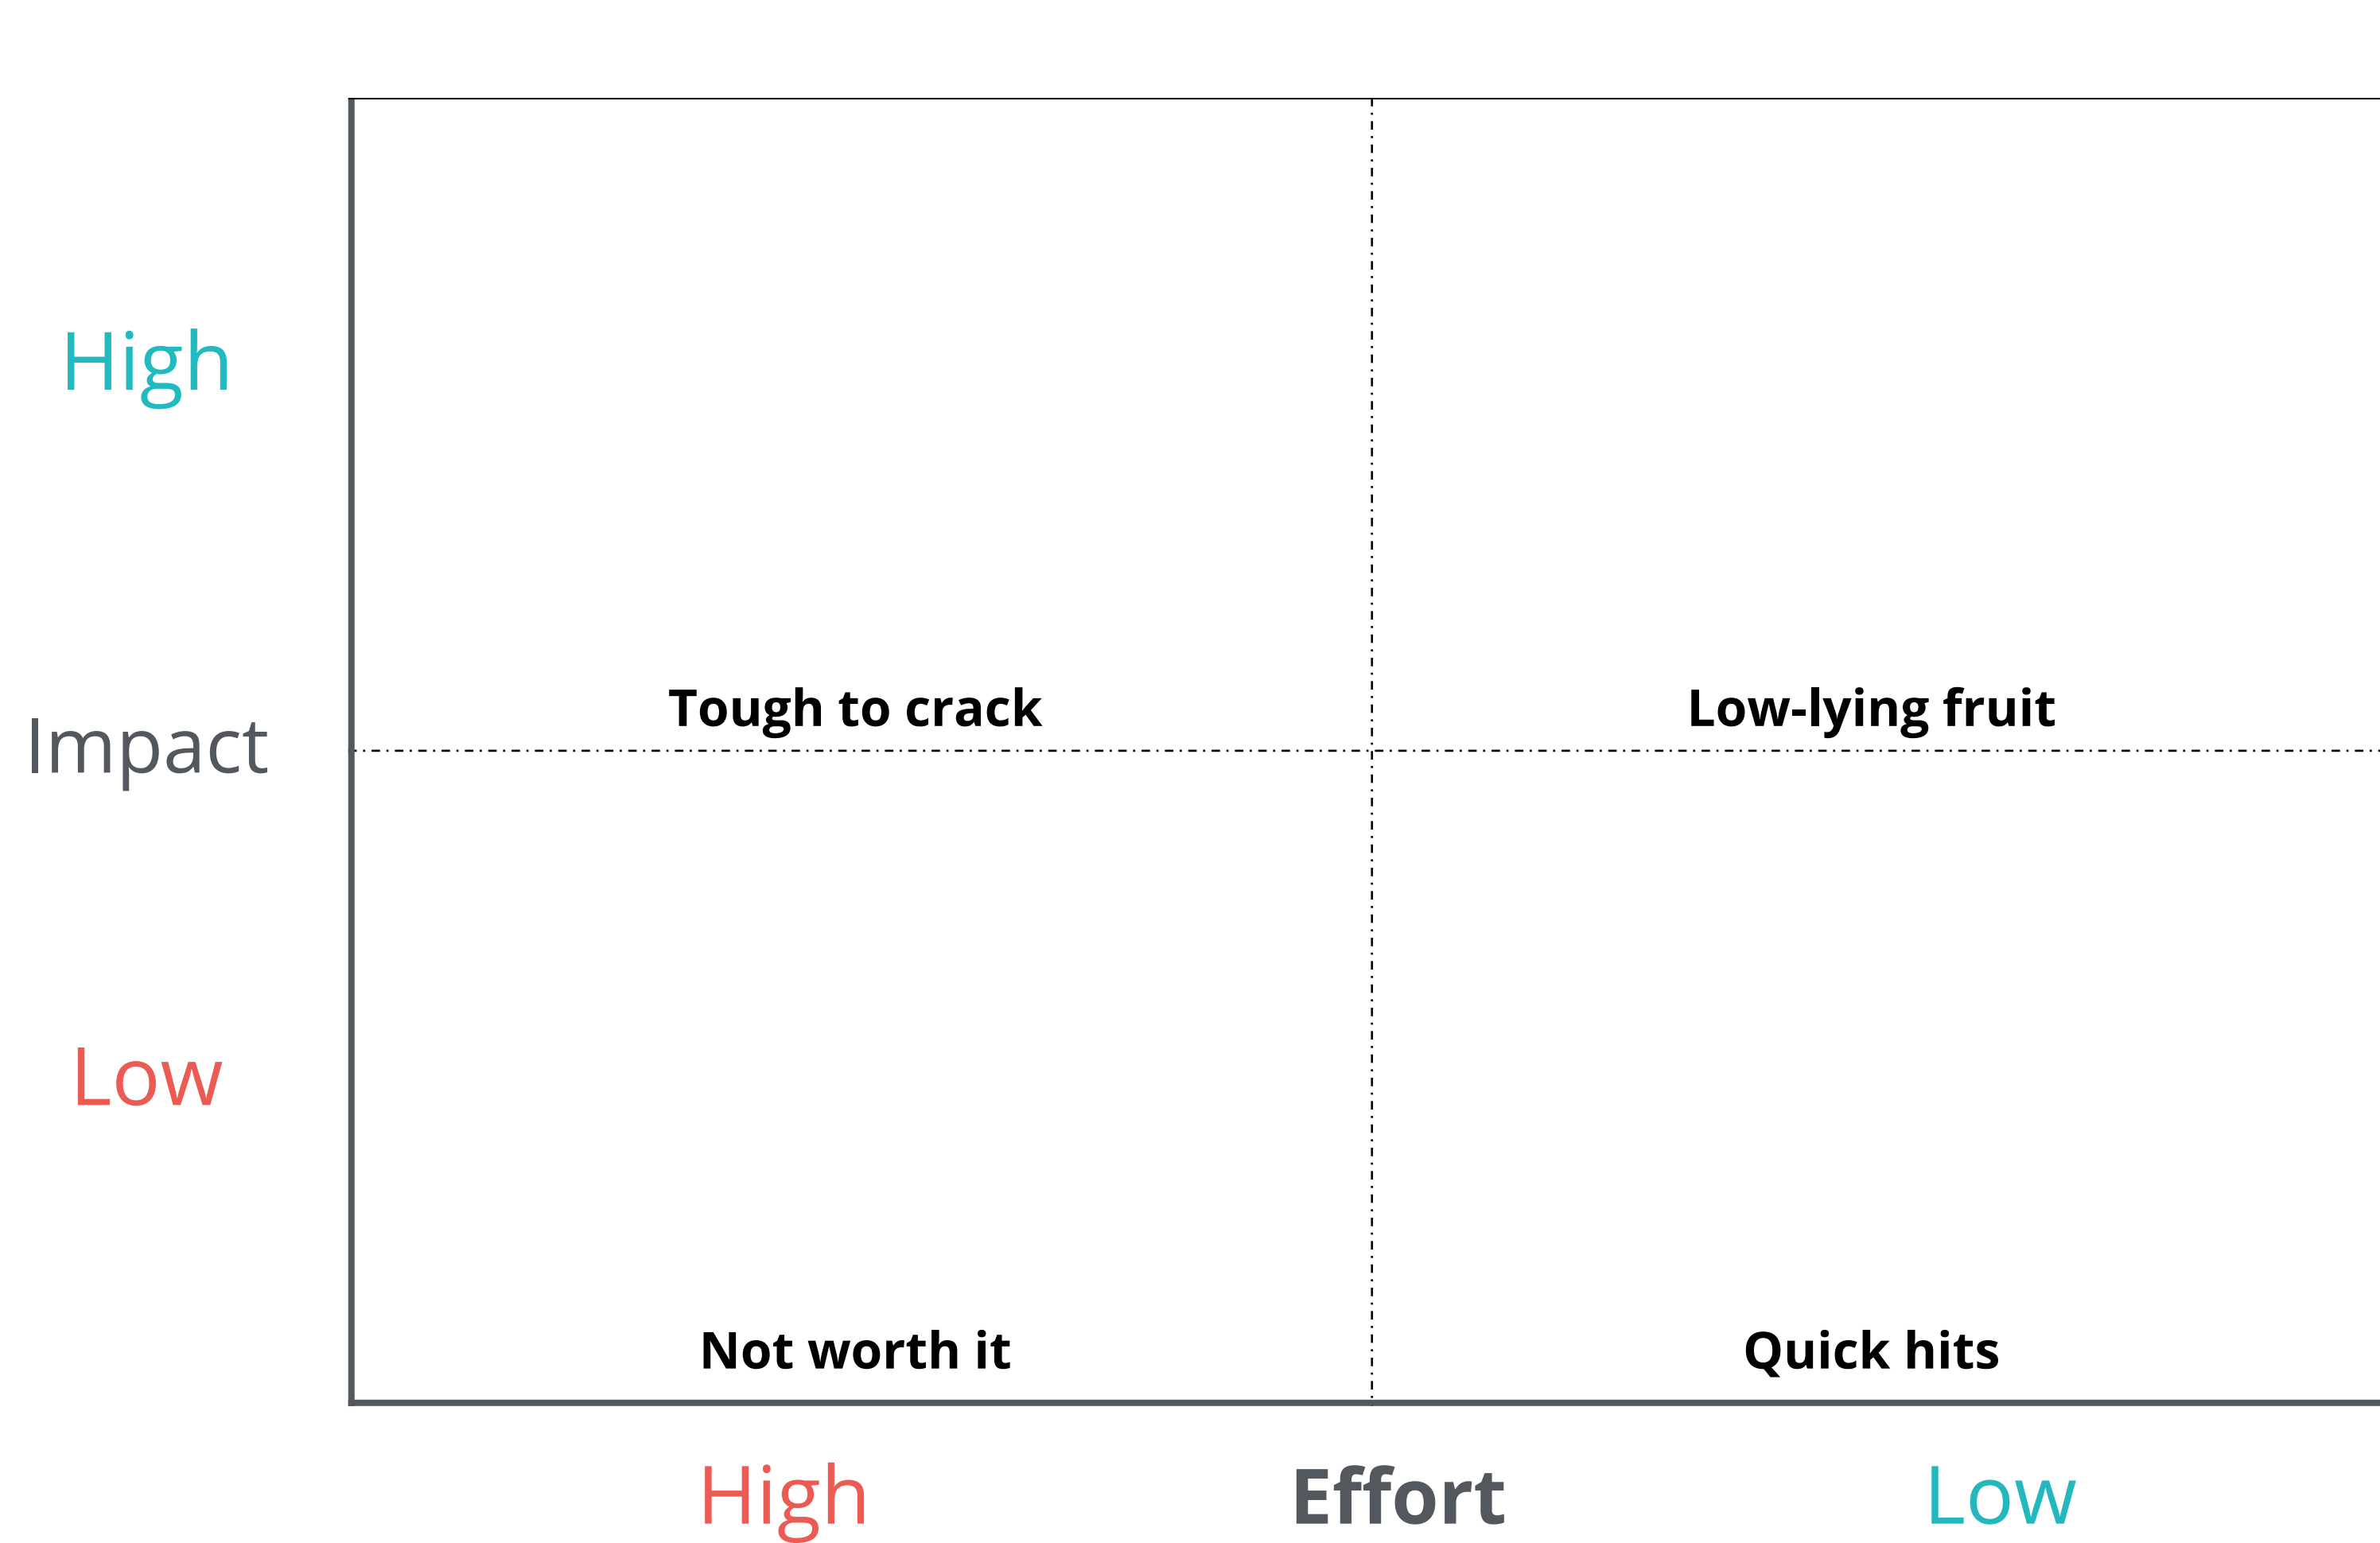 High
Tough to crack
Low-lying fruit
Impact
Low
Not worth it
Quick hits
High
Effort
Low